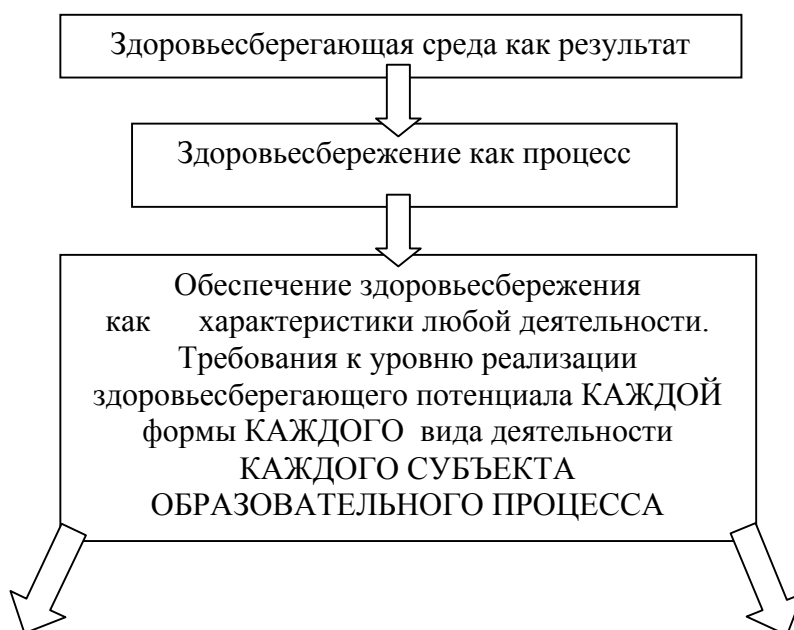 Здоровьесберегающая среда как результат
Здоровьесбережение как процесс
Обеспечение здоровьесбережения
как характеристики любой деятельности.
Требования к уровню реализации
здоровьесберегающего потенциала КАЖДОЙ
формы КАЖДОГО вида деятельности
КАЖДОГО СУБЪЕКТА
ОБРАЗОВАТЕЛЬНОГО ПРОЦЕССА